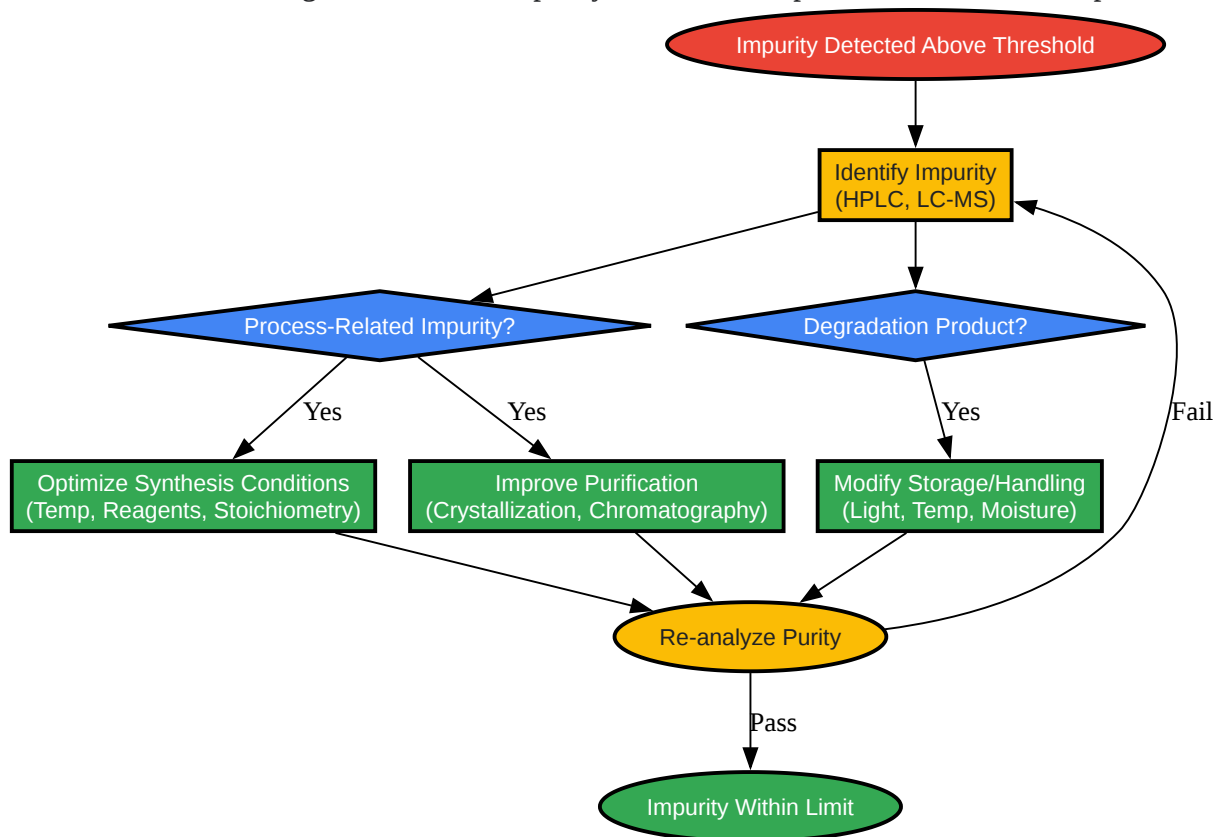 Impurity Detected Above Threshold
Identify Impurity
(HPLC, LC-MS)
Process-Related Impurity?
Degradation Product?
Yes
Yes
Yes
Fail
Optimize Synthesis Conditions
(Temp, Reagents, Stoichiometry)
Improve Purification
(Crystallization, Chromatography)
Modify Storage/Handling
(Light, Temp, Moisture)
Re-analyze Purity
Pass
Impurity Within Limit